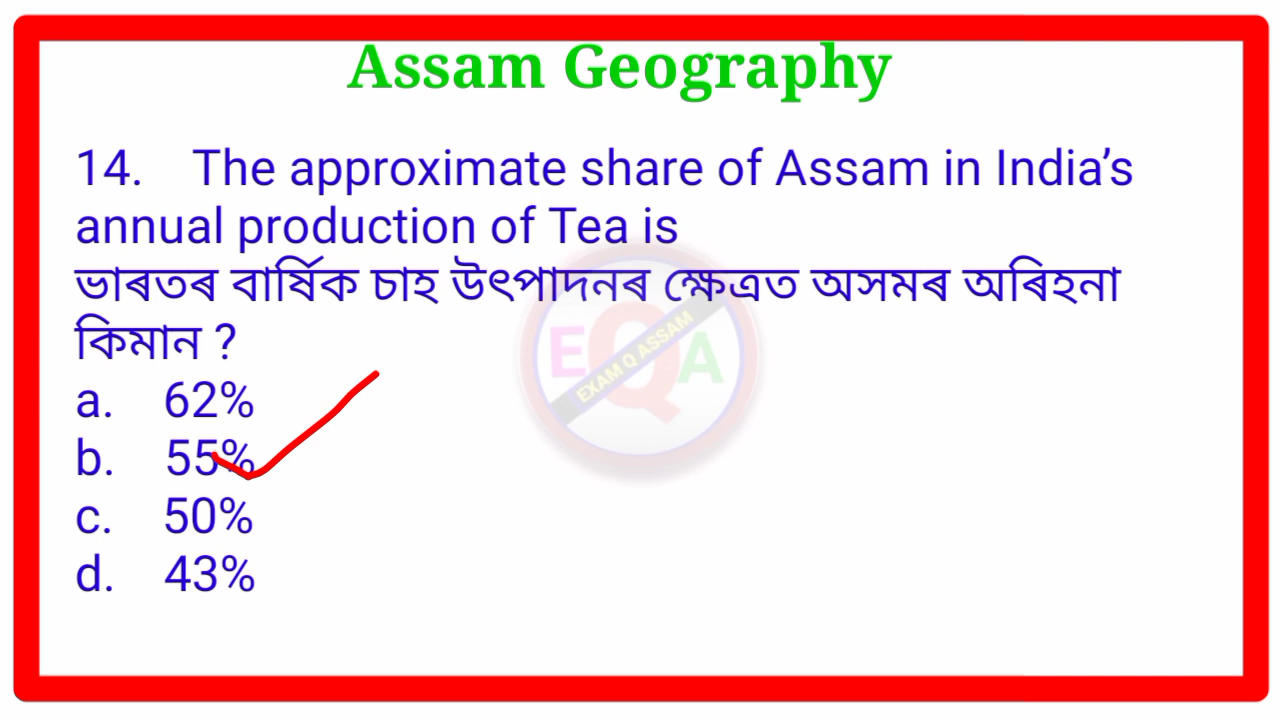 Assam Geography
14. The approximate share of Assam in India’s
annual production of Tea is
ভাৰতৰ বাৰ্ষিক চাহ উৎপাদনৰ ক্ষেত্ৰত অসমৰ অৰিহনা
কিমান ?
E Q A
EXAM Q ASSAM
a. 62%
b. 55%
c. 50%
d. 43%